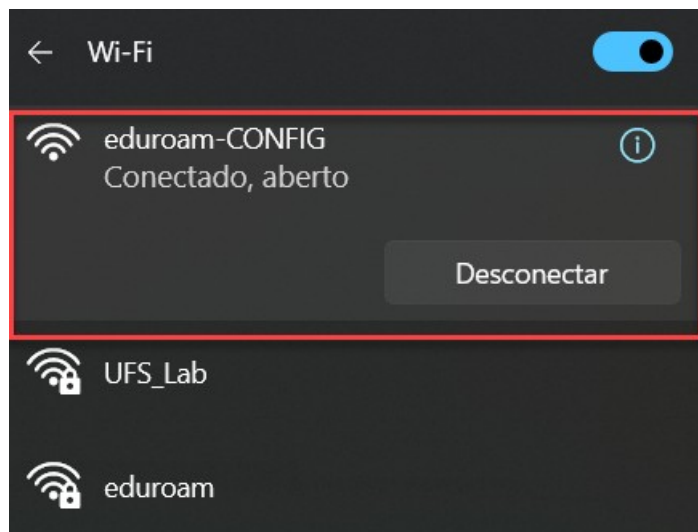 Wi-Fi
eduroam-CONFIG
Conectado, aberto
Desconectar
UFS_Lab
eduroam